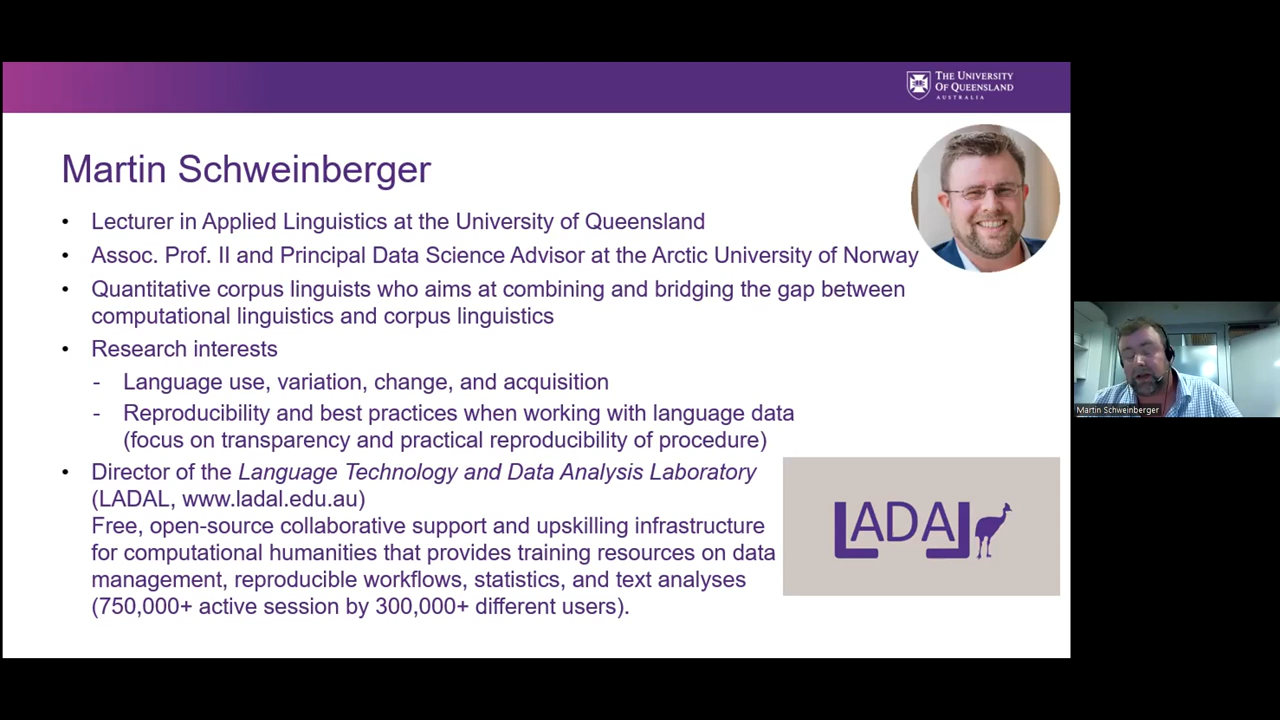 THE UNIVERSITY
OF QUEENSLAND
AUSTRALIA
Martin Schweinberger
• Lecturer in Applied Linguistics at the University of Queensland
• Assoc. Prof. II and Principal Data Science Advisor at the Arctic University of Norway
• Quantitative corpus linguists who aims at combining and bridging the gap between
computational linguistics and corpus linguistics
• Research interests
- Language use, variation, change, and acquisition
- Reproducibility and best practices when working with language data
(focus on transparency and practical reproducibility of procedure)
• Director of the Language Technology and Data Analysis Laboratory
(LADAL, www.ladal.edu.au)
Free, open-source collaborative support and upskilling infrastructure
for computational humanities that provides training resources on data
management, reproducible workflows, statistics, and text analyses
(750,000+ active session by 300,000+ different users).
LADAL
Martin Schweinberger